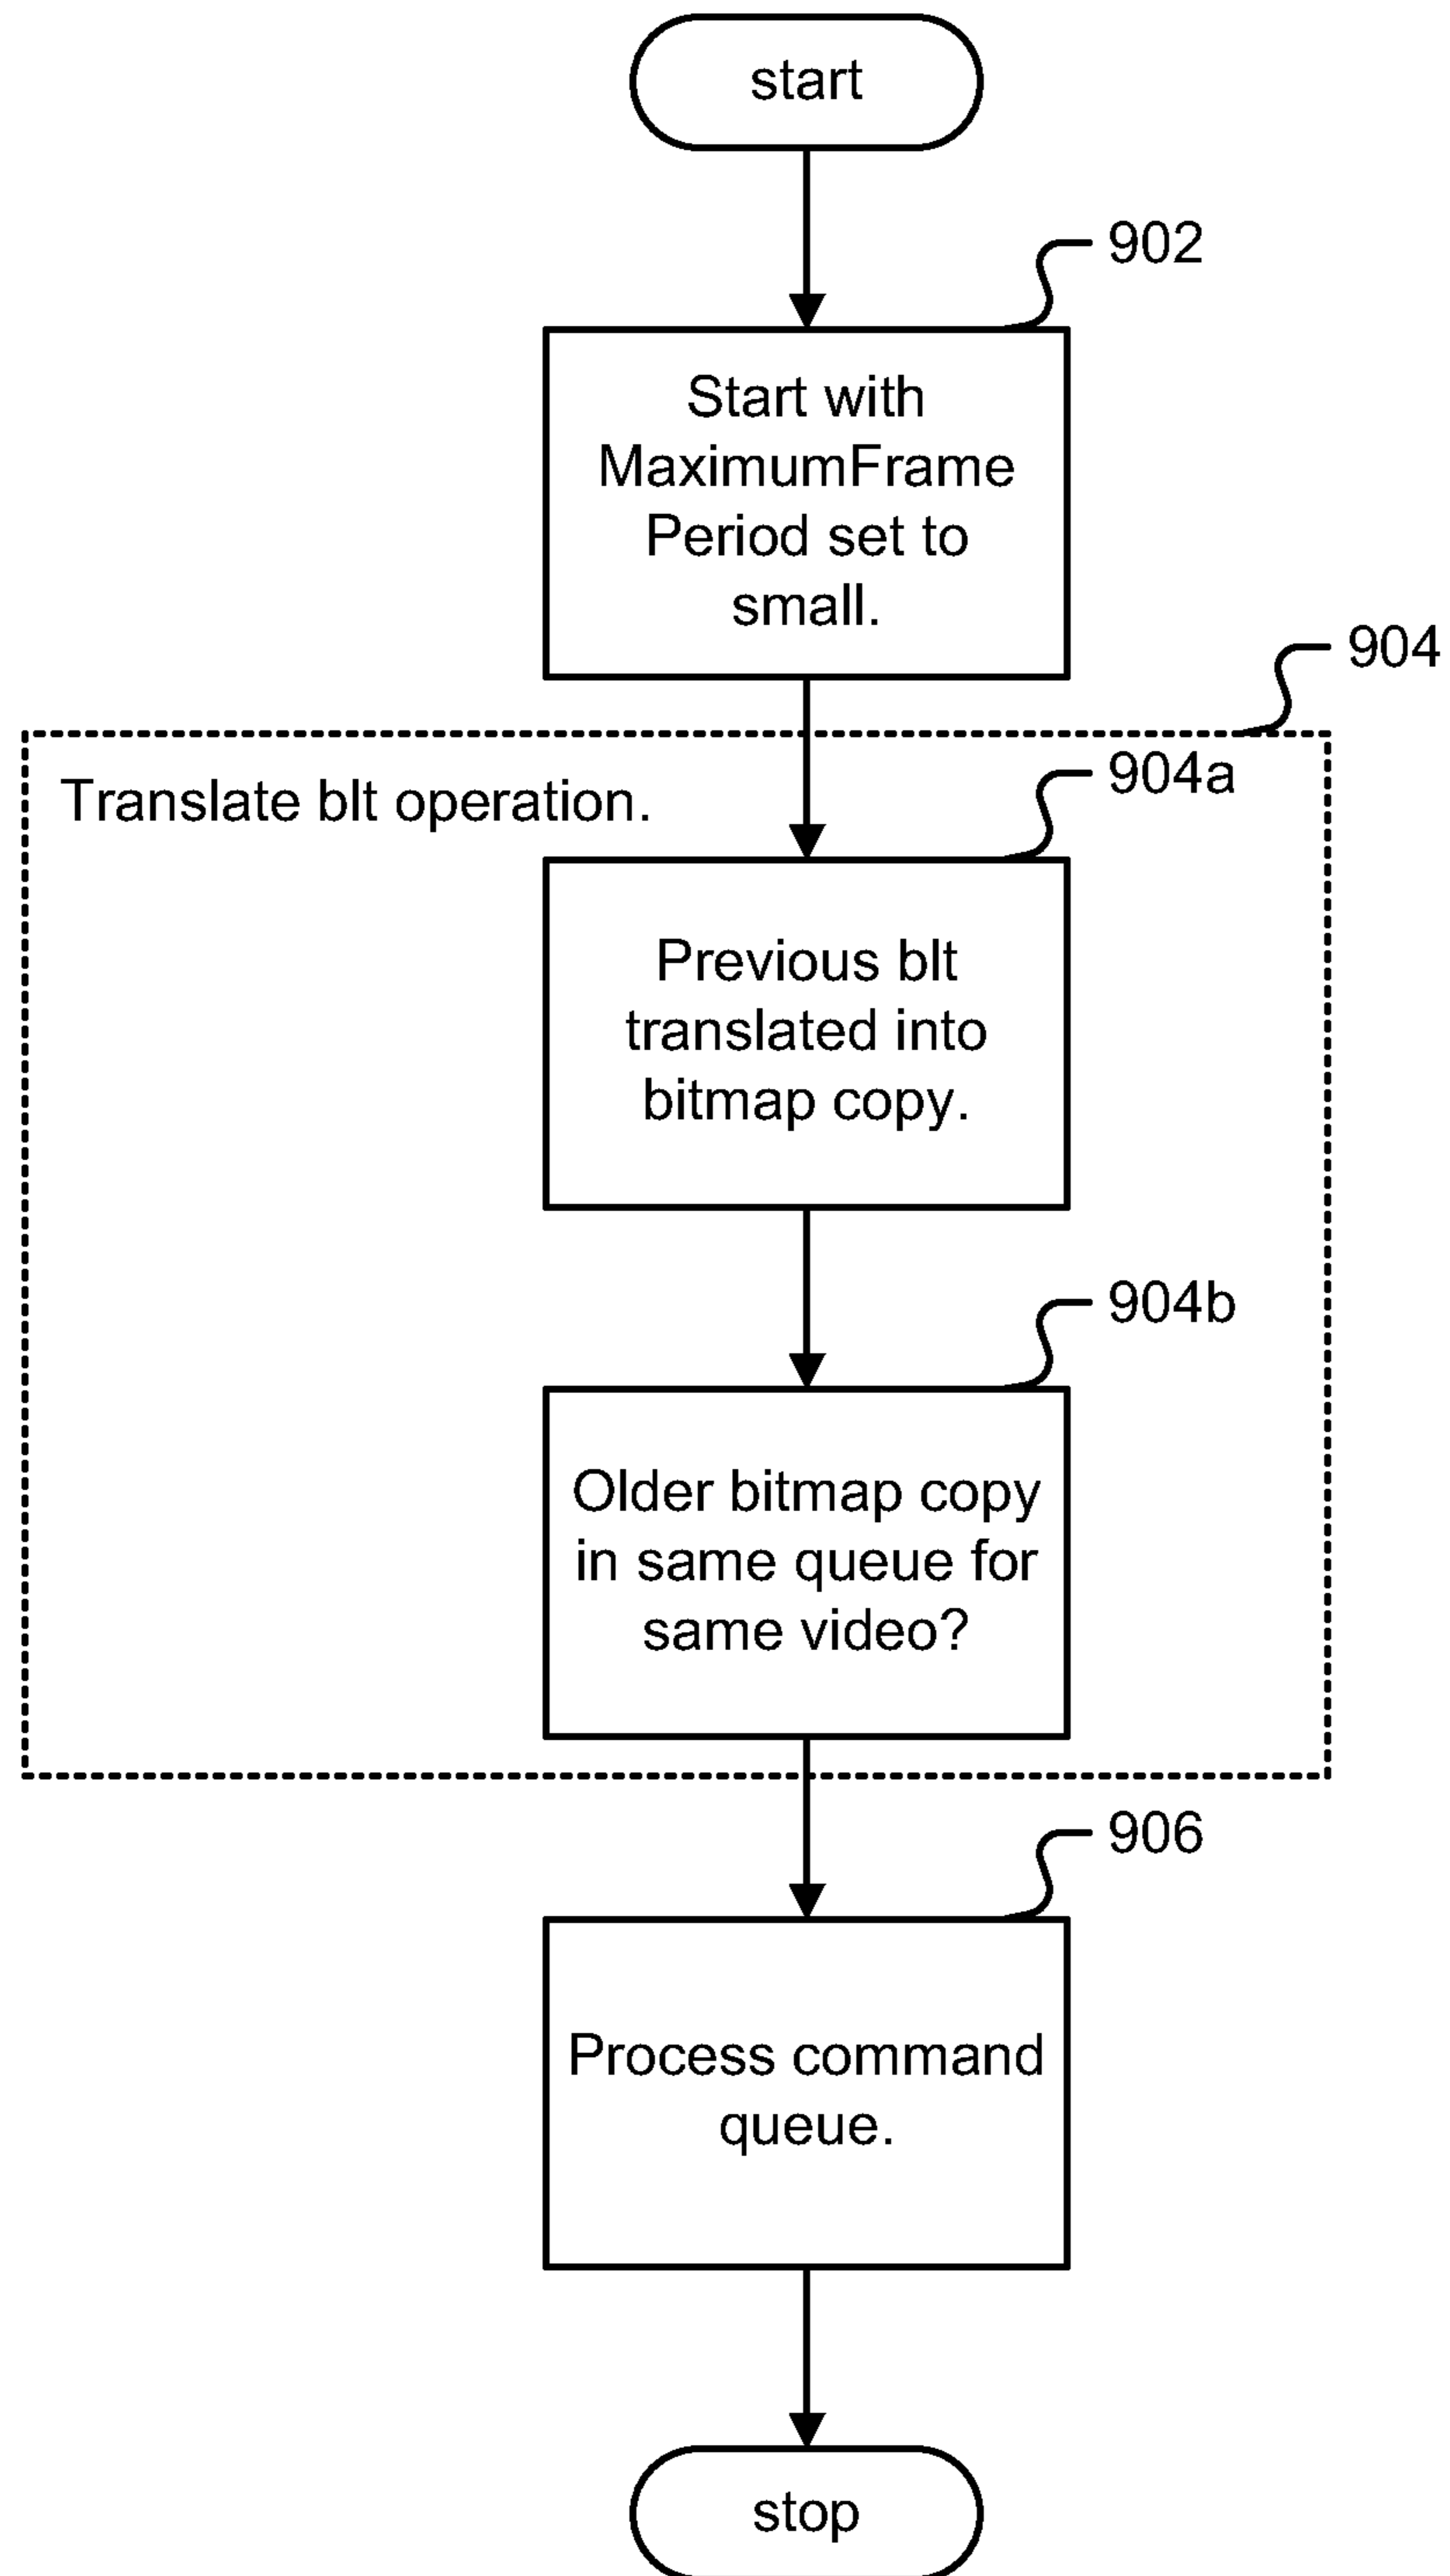 start
902
Start with
MaximumFrame
Period set to
small.
904
Translate blt operation.
904a
Previous blt
translated into
bitmap copy.
904b
Older bitmap copy
in same queue for
same video?
906
Process command
queue.
stop